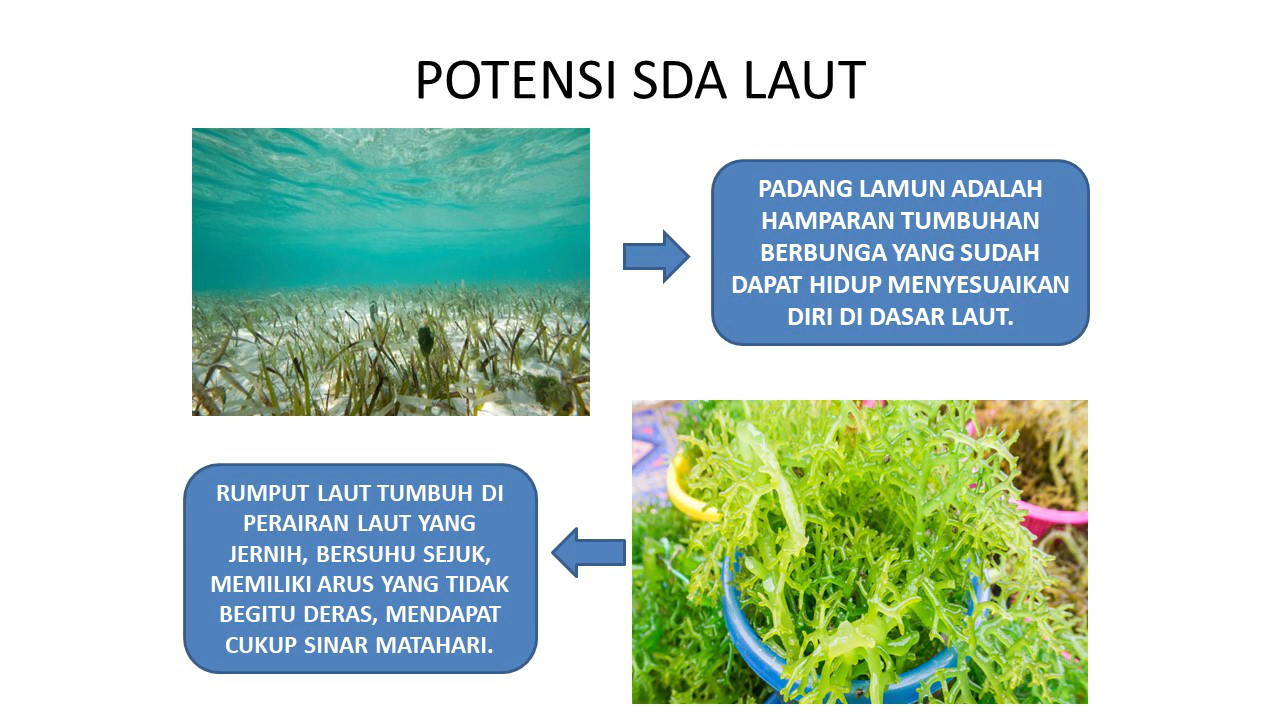 POTENSI SDA LAUT
PADANG LAMUN ADALAH
HAMPARAN TUMBUHAN
BERBUNGA YANG SUDAH
DAPAT HIDUP MENYESUAIKAN
DIRI DI DASAR LAUT.
RUMPUT LAUT TUMBUH DI
PERAIRAN LAUT YANG
JERNIH, BERSUHU SEJUK,
MEMILIKI ARUS YANG TIDAK
BEGITU DERAS, MENDAPAT
CUKUP SINAR MATAHARI.